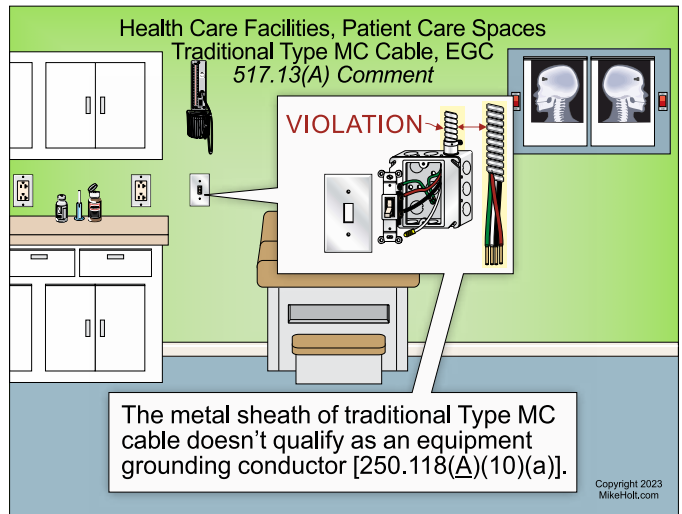 Health Care Facilities, Patient Care Spaces
Traditional Type MC Cable, EGC
517.13(A) Comment
VIOLATION
The metal sheath of traditional Type MC
cable doesn't qualify as an equipment
grounding conductor [250.118(A)(10)(a)].
Copyright 2023
MikeHolt.com